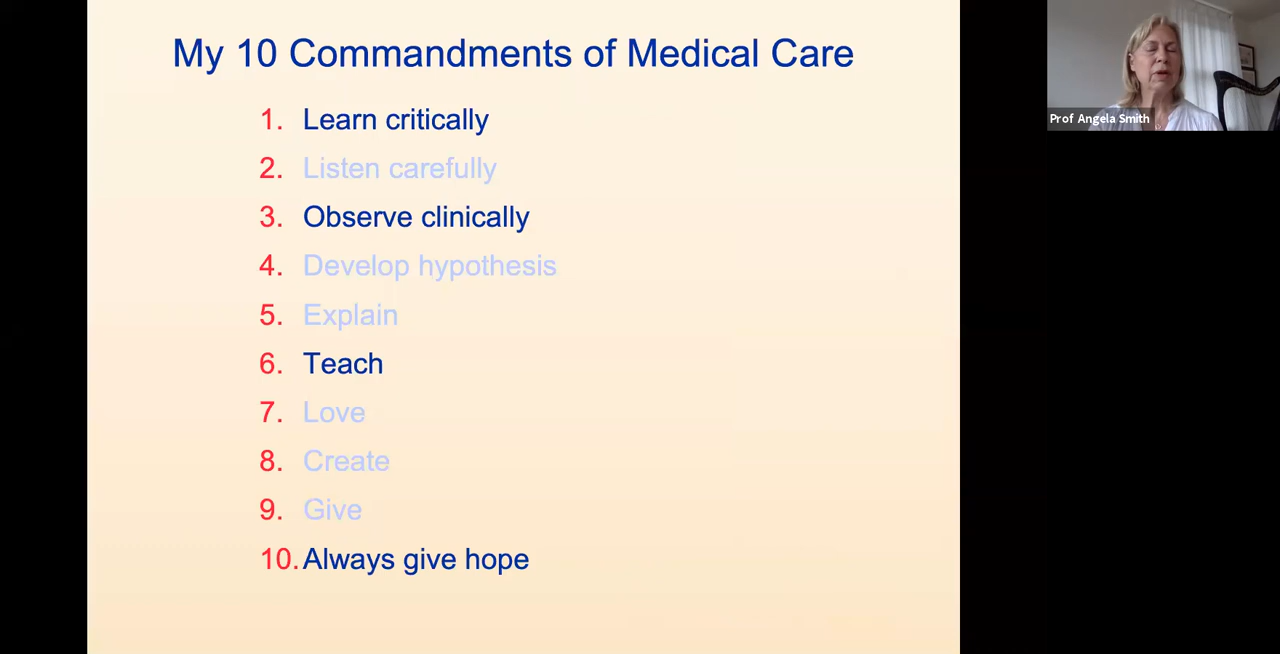 My 10 Commandments of Medical Care
1. Learn critically
2. Listen carefully
3. Observe clinically
4. Develop hypothesis
5. Explain
6. Teach
7. Love
8. Create
9. Give
10. Always give hope
Prof Angela Smith